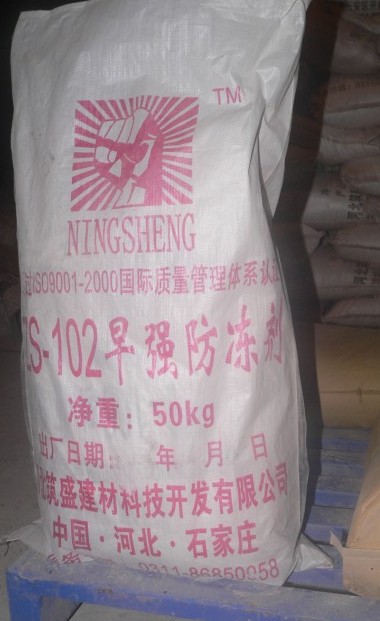 TM
NINGSHENG
过ISO9001-2000国际质量管理体系认证
S-102早强防冻剂
净重：50kg
出厂日期： 年 月 日
筑盛建材科技开发有限公司
中国·河北·石家庄
0311-86850058